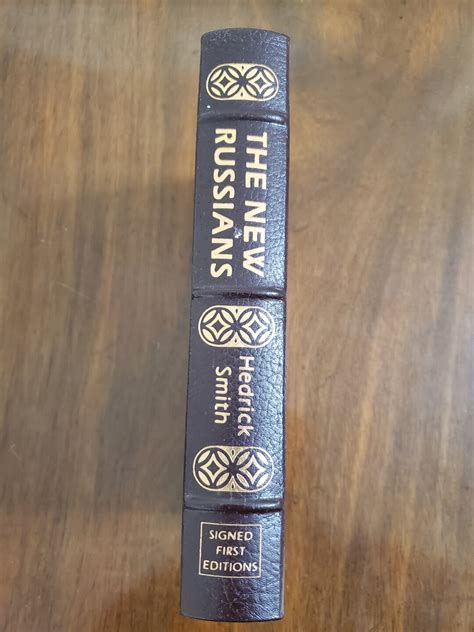 THE NEW
RUSSIANS
Hedrick
Smith
SIGNED
FIRST
EDITIONS